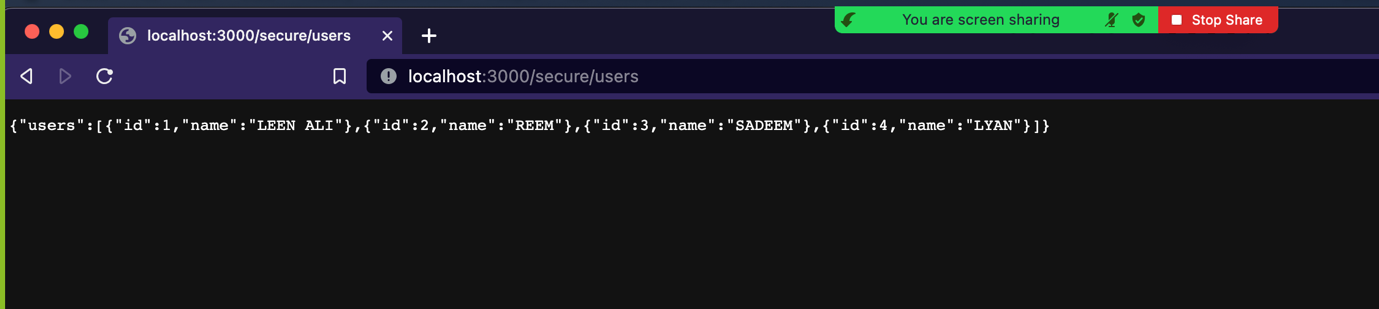 You are screen sharing Stop Share
localhost:3000/secure/users
localhost:3000/secure/users
{"users":[{"id":1,"name":"LEEN ALI"},{"id":2,"name":"REEM"},{"id":3,"name":"SADEEM"},{"id":4,"name":"LYAN"}]}